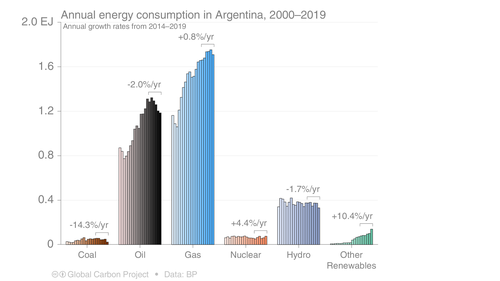 Annual energy consumption in Argentina, 2000–2019
2.0 EJ
Annual growth rates from 2014–2019
+0.8%/yr
1.6
-2.0%/yr
1.2
0.8
0.4
-1.7%/yr
-14.3%/yr
+4.4%/yr
+10.4%/yr
0
Coal
Oil
Gas
Nuclear
Hydro
Other
Renewables
Global Carbon Project • Data: BP